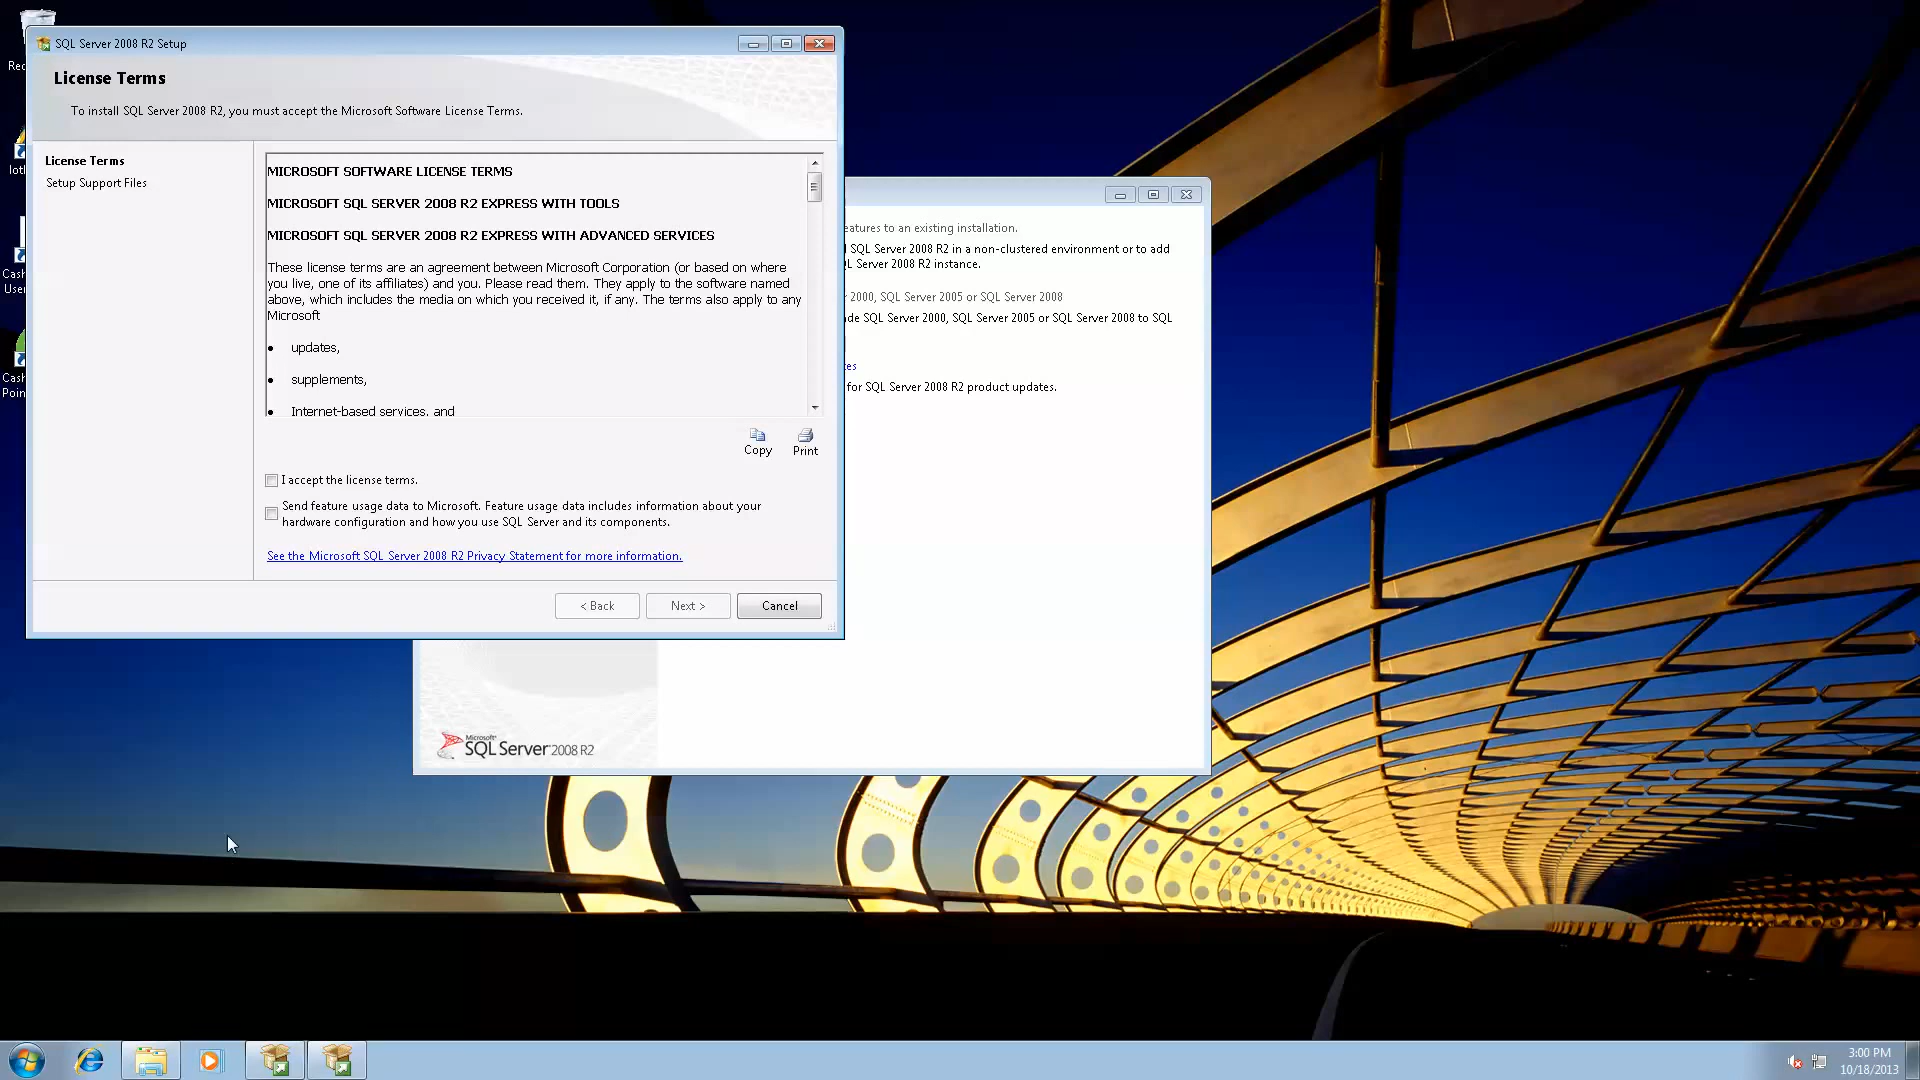 Rec
SQL Server 2008 R2 Setup
License Terms
To install SQL Server 2008 R2, you must accept the Microsoft Software License Terms.
License Terms
Setup Support Files
MICROSOFT SOFTWARE LICENSE TERMS
MICROSOFT SQL SERVER 2008 R2 EXPRESS WITH TOOLS
MICROSOFT SQL SERVER 2008 R2 EXPRESS WITH ADVANCED SERVICES
These license terms are an agreement between Microsoft Corporation (or based on where
you live, one of its affiliates) and you. Please read them. They apply to the software named
above, which includes the media on which you received it, if any. The terms also apply to any
Microsoft
• updates,
• supplements,
• Internet-based services, and
Copy
Print
I accept the license terms.
Send feature usage data to Microsoft. Feature usage data includes information about your
hardware configuration and how you use SQL Server and its components.
See the Microsoft SQL Server 2008 R2 Privacy Statement for more information.
< Back
Next >
Cancel
Cash
User
Cash
Poin
eatures to an existing installation.
SQL Server 2008 R2 in a non-clustered environment or to add
L Server 2008 R2 instance.
2000, SQL Server 2005 or SQL Server 2008
de SQL Server 2000, SQL Server 2005 or SQL Server 2008 to SQL
tes
for SQL Server 2008 R2 product updates.
Microsoft
SQL Server 2008 R2
3:00 PM
10/18/2013